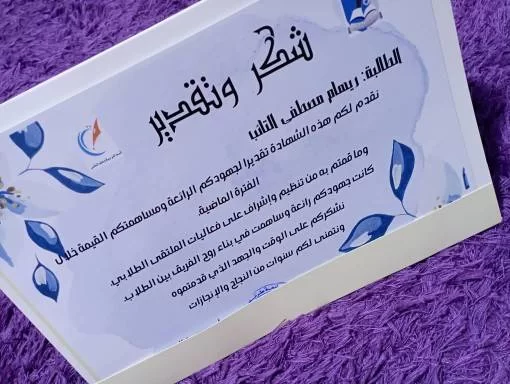 شكر وتقدير
الطالبة: ريسام مصطفى النائب
نقدم لكم هذه الشهادة تقديرا لجهودكم الرائعة ومساهمتكم القيمة خلال
الفترة الماضية.
وما قمتم به من تنظيم وإشراف على فعاليات الملتقى الطلابي.
كانت جهودكم رائعة وساهمت في بناء روح الفريق بين الطلاب.
نشكركم على الوقت والجهد الذي قدمتموه
ونتمنى لكم سنوات من النجاح والإنجازات